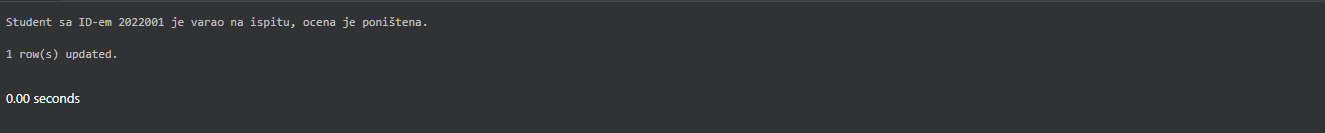 Student sa ID-em 2022001 je varao na ispitu, ocena je poništena.
1 row(s) updated.
0.00 seconds